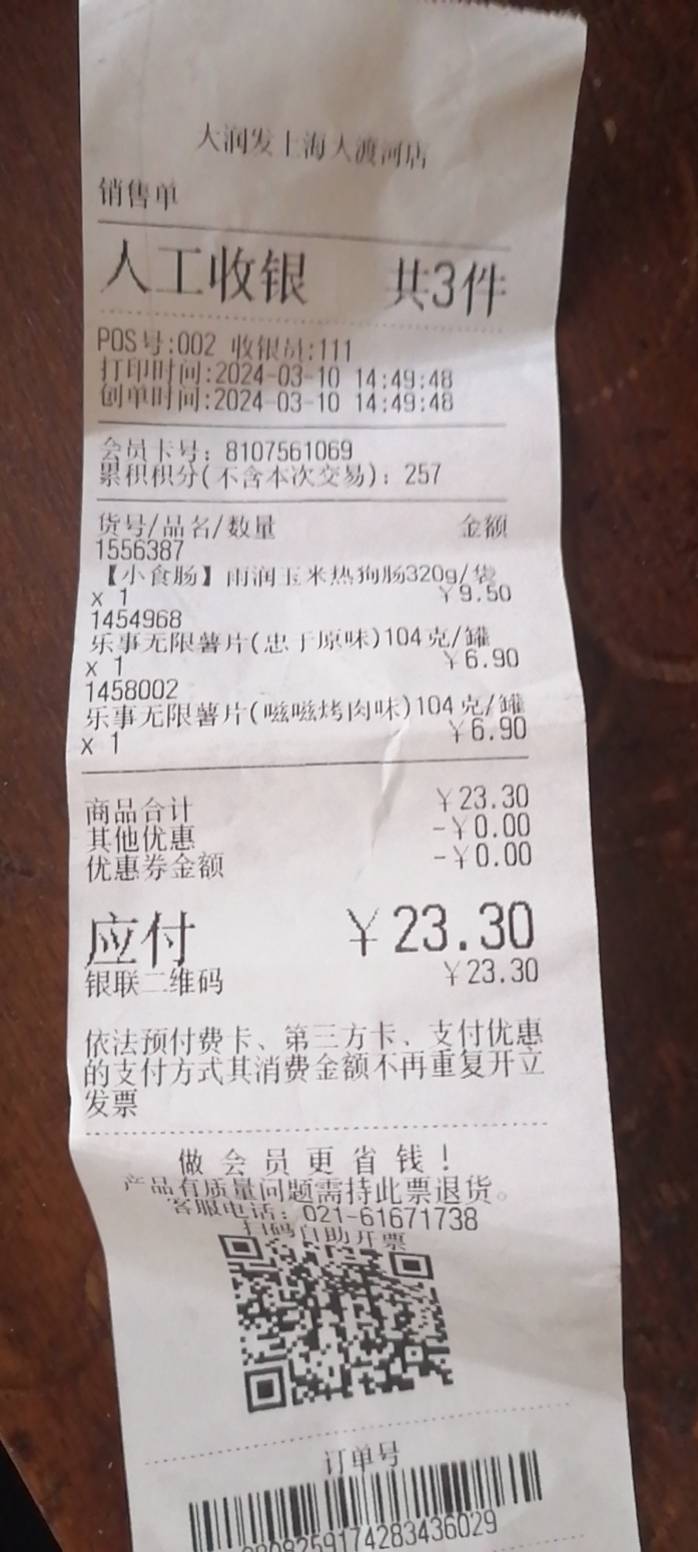 大润发上海大渡河店
销售单
人工收银 共3件
POS号:002 收银员:111
打印时间:2024-03-10 14:49:48
创单时间:2024-03-10 14:49:48
会员卡号: 8107561069
累积积分(不含本次交易): 257
货号/品名/数量 金额
1556387
【小食肠】雨润玉米热狗肠320g/袋
x 1 ￥9.50
1454968
乐事无限薯片(忠于原味)104克/罐
x 1 ￥6.90
1458002
乐事无限薯片(嗞嗞烤肉味)104克/罐
x 1 ￥6.90
商品合计 ￥23.30
其他优惠 -￥0.00
优惠券金额 -￥0.00
应付 ￥23.30
银联二维码 ￥23.30
依法预付费卡、第三方卡、支付优惠
的支付方式其消费金额不再重复开立
发票
做会员更省钱!
产品有质量问题需持此票退货。
客服电话: 021-61671738
扫码自助开票
订单号